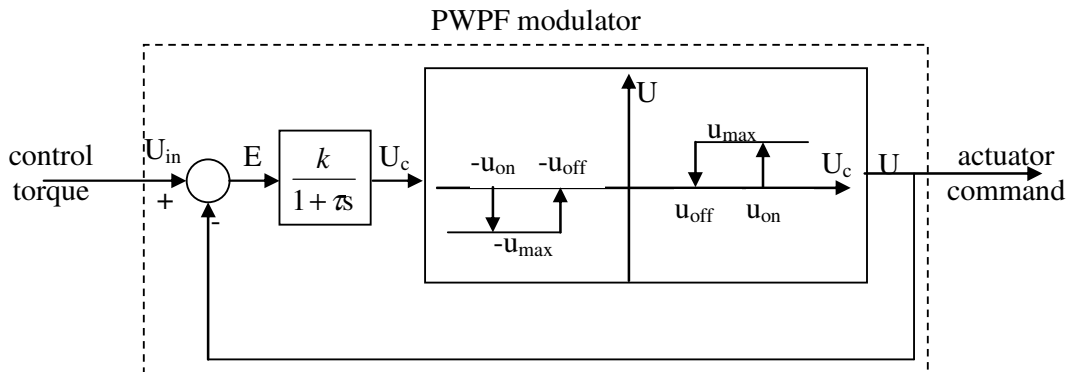 PWPF modulator
control
torque
U_in
+
-
E
k
1 + τs
U_c
-u_on -u_off
-u_max
U
u_max
u_off u_on
U_c
U
actuator
command